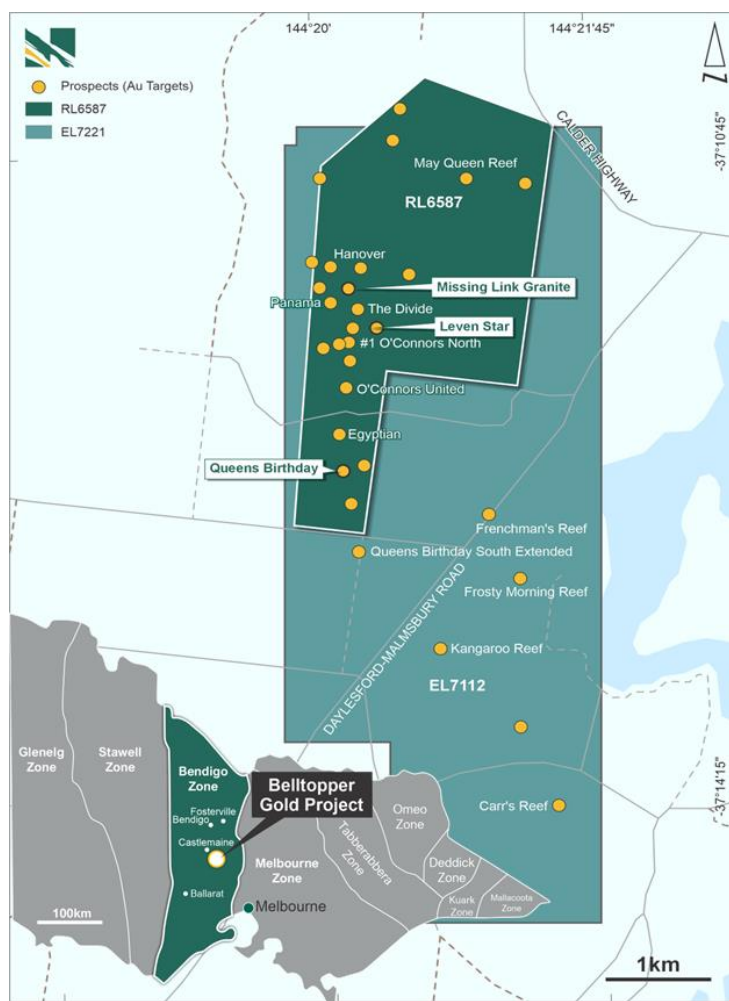 144°20'
144°21'45"
Prospects (Au Targets)
RL6587
EL7221
Z
CALDER HIGHWAY
-37°10'45"
May Queen Reef
RL6587
Hanover
Missing Link Granite
Panama
The Divide
Leven Star
#1 O'Connors North
O'Connors United
Egyptian
Queens Birthday
Frenchman's Reef
Queens Birthday South Extended
Frosty Morning Reef
DAYLESFORD-MALMSBURY ROAD
Kangaroo Reef
EL7112
-37°14'15"
Carr's Reef
Glenelg
Zone
Stawell
Zone
Bendigo
Zone
Belltopper
Gold Project
Fosterville
Bendigo
Castlemaine
Ballarat
Melbourne
Zone
Melbourne
Tabberabbera
Zone
Omeo
Zone
Deddick
Zone
Kuark
Zone
Mallacoota
Zone
100km
1km